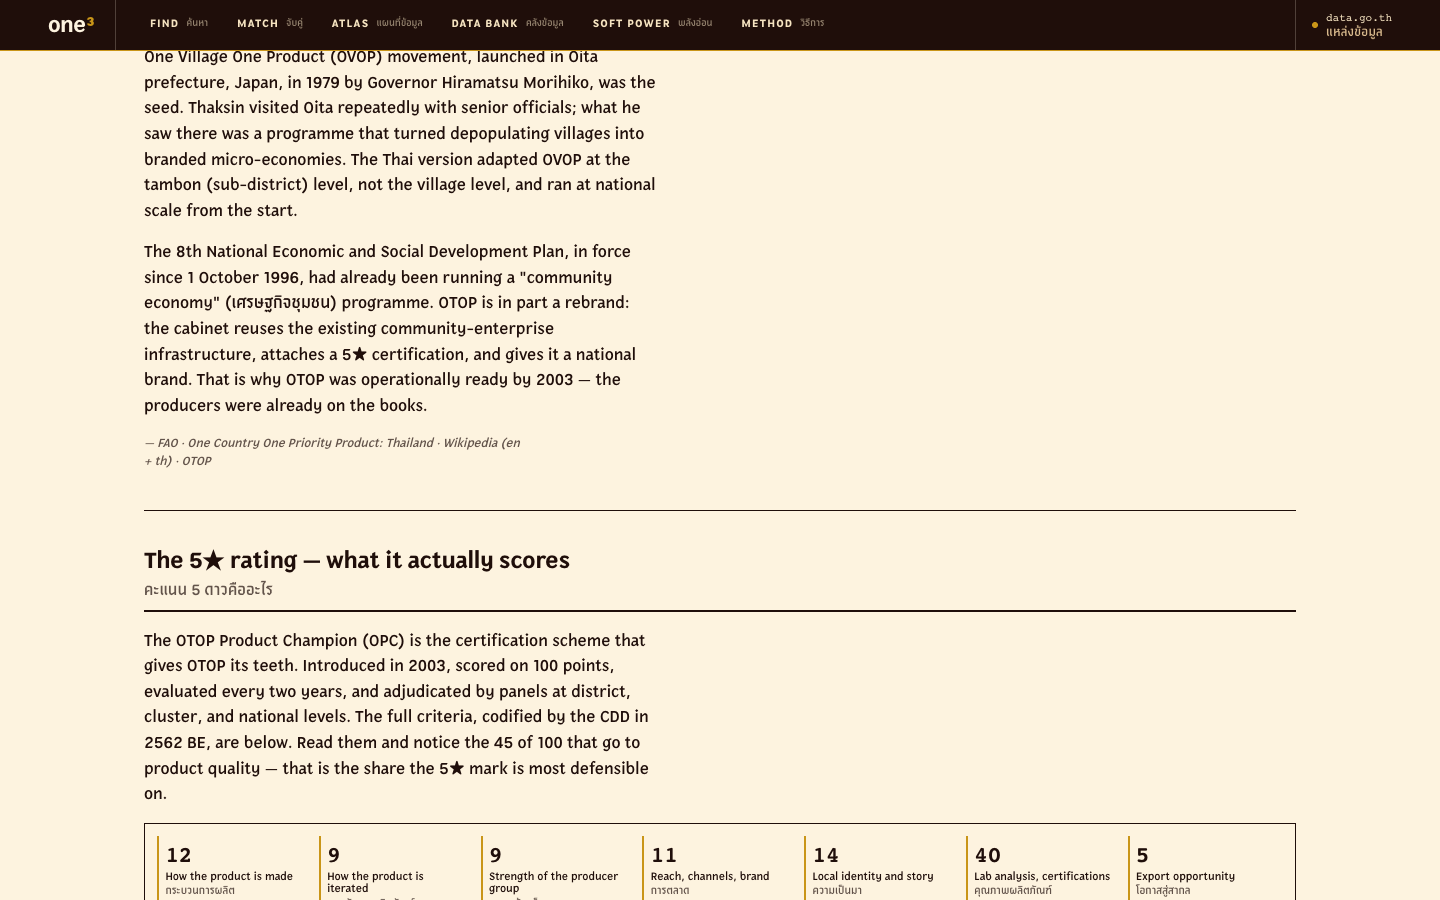 one³
FIND ค้นหา
MATCH จับคู่
ATLAS แผนที่ข้อมูล
DATA BANK คลังข้อมูล
SOFT POWER พลังอ่อน
METHOD วิธีการ
data.go.th
แหล่งข้อมูล
One Village One Product (OVOP) movement, launched in Oita
prefecture, Japan, in 1979 by Governor Hiramatsu Morihiko, was the
seed. Thaksin visited Oita repeatedly with senior officials; what he
saw there was a programme that turned depopulating villages into
branded micro-economies. The Thai version adapted OVOP at the
tambon (sub-district) level, not the village level, and ran at national
scale from the start.
The 8th National Economic and Social Development Plan, in force
since 1 October 1996, had already been running a "community
economy" (เศรษฐกิจชุมชน) programme. OTOP is in part a rebrand:
the cabinet reuses the existing community-enterprise
infrastructure, attaches a 5★ certification, and gives it a national
brand. That is why OTOP was operationally ready by 2003 — the
producers were already on the books.
— FAO · One Country One Priority Product: Thailand · Wikipedia (en
+ th) · OTOP
The 5★ rating — what it actually scores
คะแนน 5 ดาวคืออะไร
The OTOP Product Champion (OPC) is the certification scheme that
gives OTOP its teeth. Introduced in 2003, scored on 100 points,
evaluated every two years, and adjudicated by panels at district,
cluster, and national levels. The full criteria, codified by the CDD in
2562 BE, are below. Read them and notice the 45 of 100 that go to
product quality — that is the share the 5★ mark is most defensible
on.
12
How the product is made
กระบวนการผลิต
9
How the product is
iterated
9
Strength of the producer
group
11
Reach, channels, brand
การตลาด
14
Local identity and story
ความเป็นมา
40
Lab analysis, certifications
คุณภาพผลิตภัณฑ์
5
Export opportunity
โอกาสสู่สากล